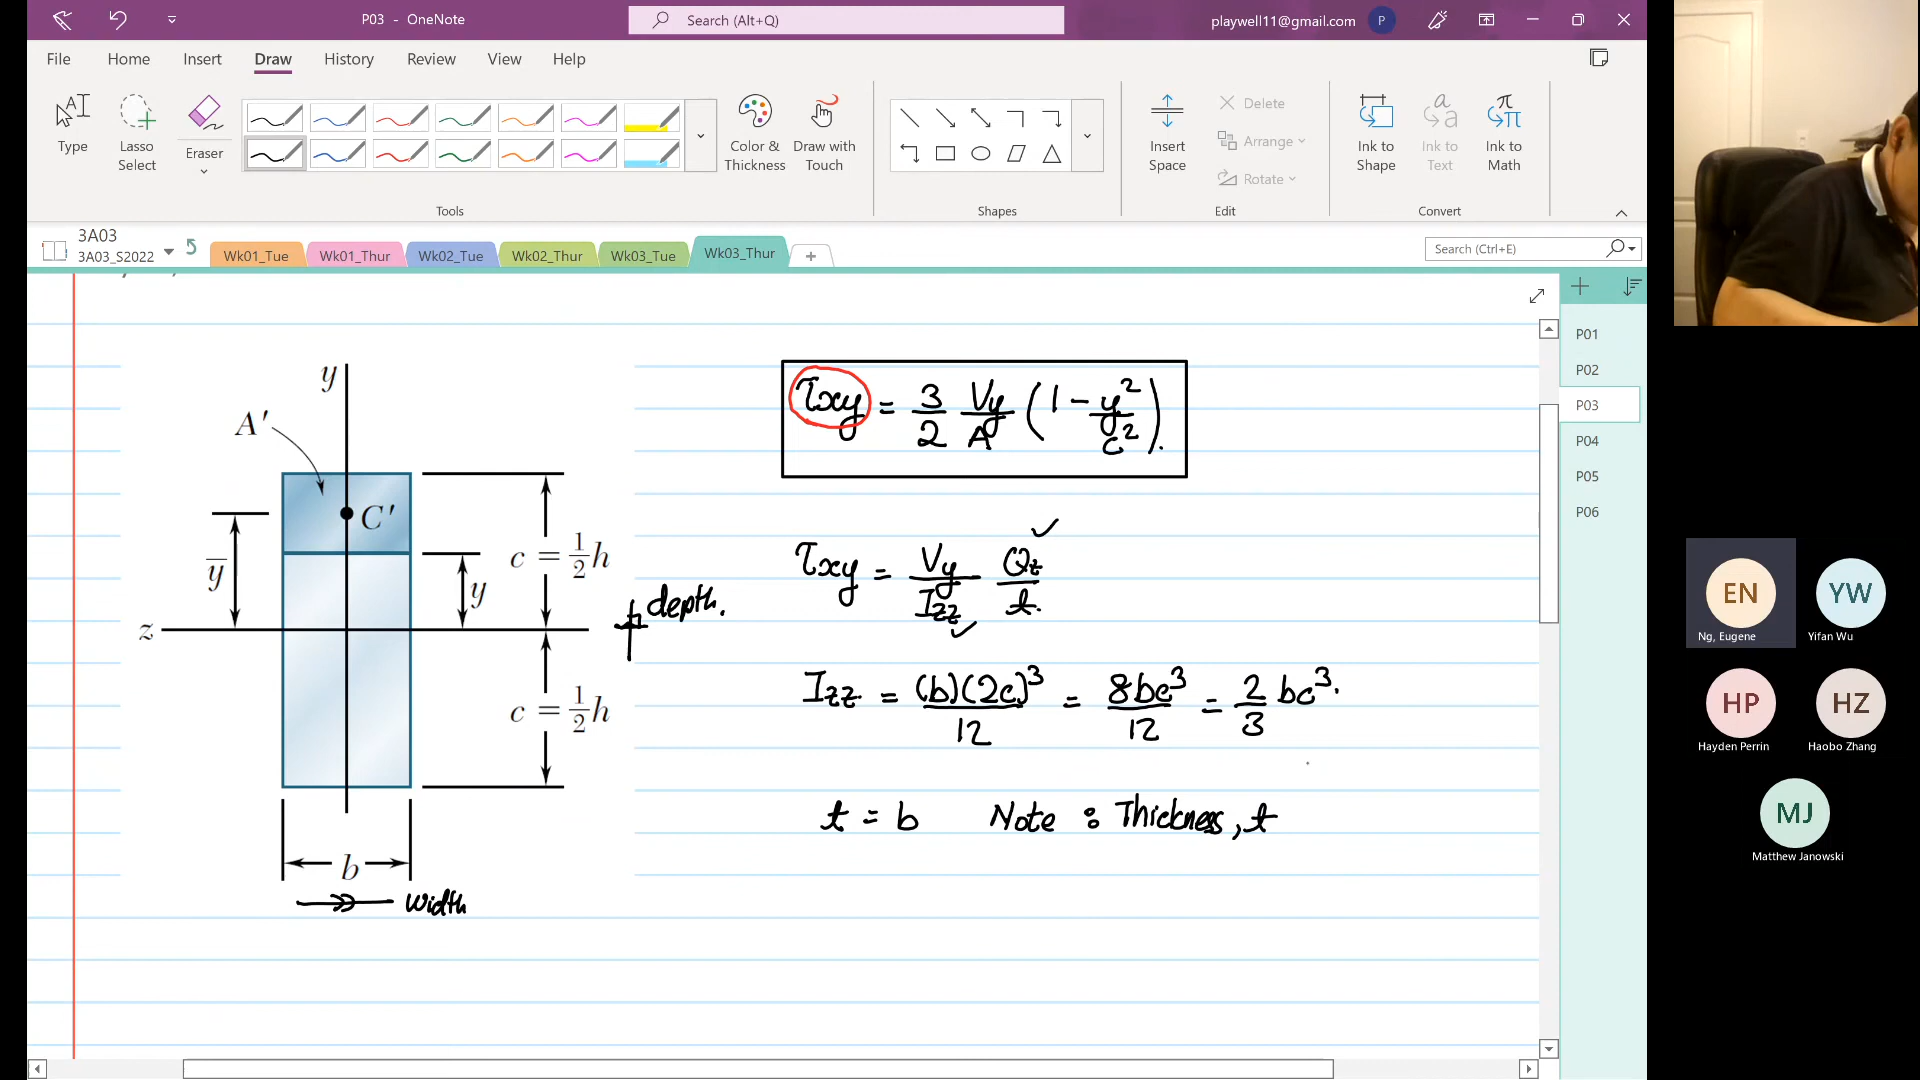 P03 - OneNote
Search (Alt+Q)
playwell11@gmail.com
P
File Home Insert Draw History Review View Help
Type
Lasso Select
Eraser
Color & Thickness
Draw with Touch
Insert Space
Delete
Arrange
Rotate
Ink to Shape
Ink to Text
Ink to Math
Tools
Shapes
Edit
Convert
3A03
3A03_S2022
Wk01_Tue Wk01_Thur Wk02_Tue Wk02_Thur Wk03_Tue Wk03_Thur
Search (Ctrl+E)
P01
P02
P03
P04
P05
P06
y
A'
C'
y̅
y
z
c = ½h
c = ½h
b
depth.
width
τxy = 3/2 Vy/A (1 - y²/c²).
τxy = Vy/Izz Qz/t.
Izz. = (b)(2c)³/12 = 8bc³/12 = 2/3 bc³.
t = b Note : Thickness, t
EN
Ng, Eugene
YW
Yifan Wu
HP
Hayden Perrin
HZ
Haobo Zhang
MJ
Matthew Janowski